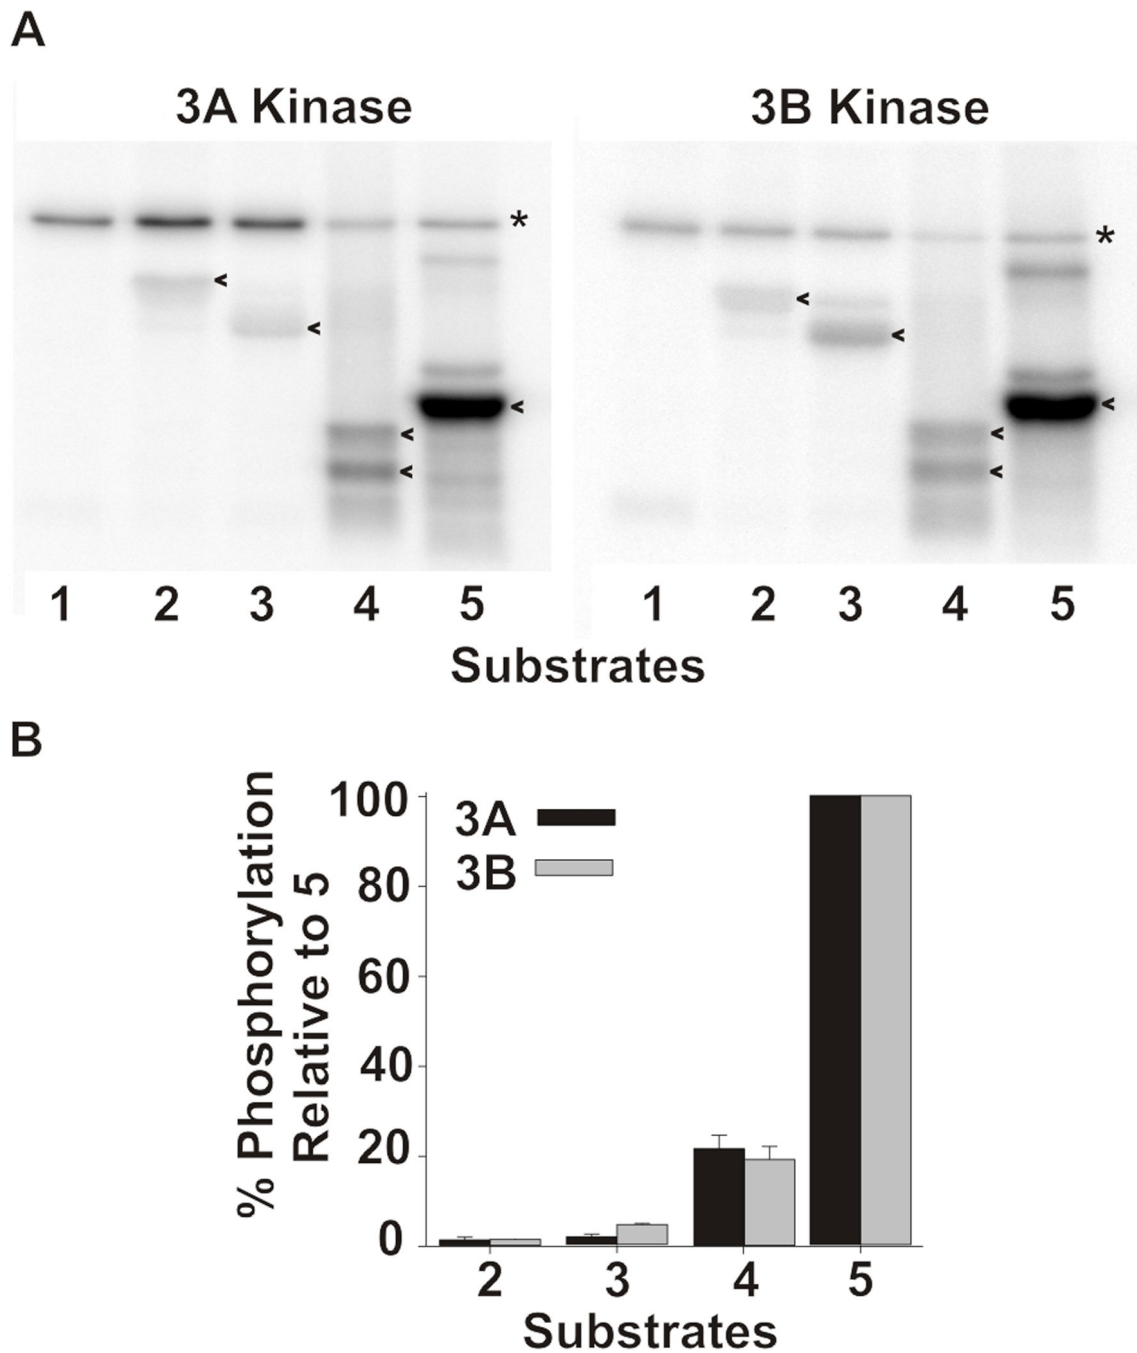 A
3A Kinase
3B Kinase
*
*
<
<
<
<
<
<
<
<
<
<
1 2 3 4 5
1 2 3 4 5
Substrates
B
% Phosphorylation
Relative to 5
100
80
60
40
20
0
3A
3B
2 3 4 5
Substrates